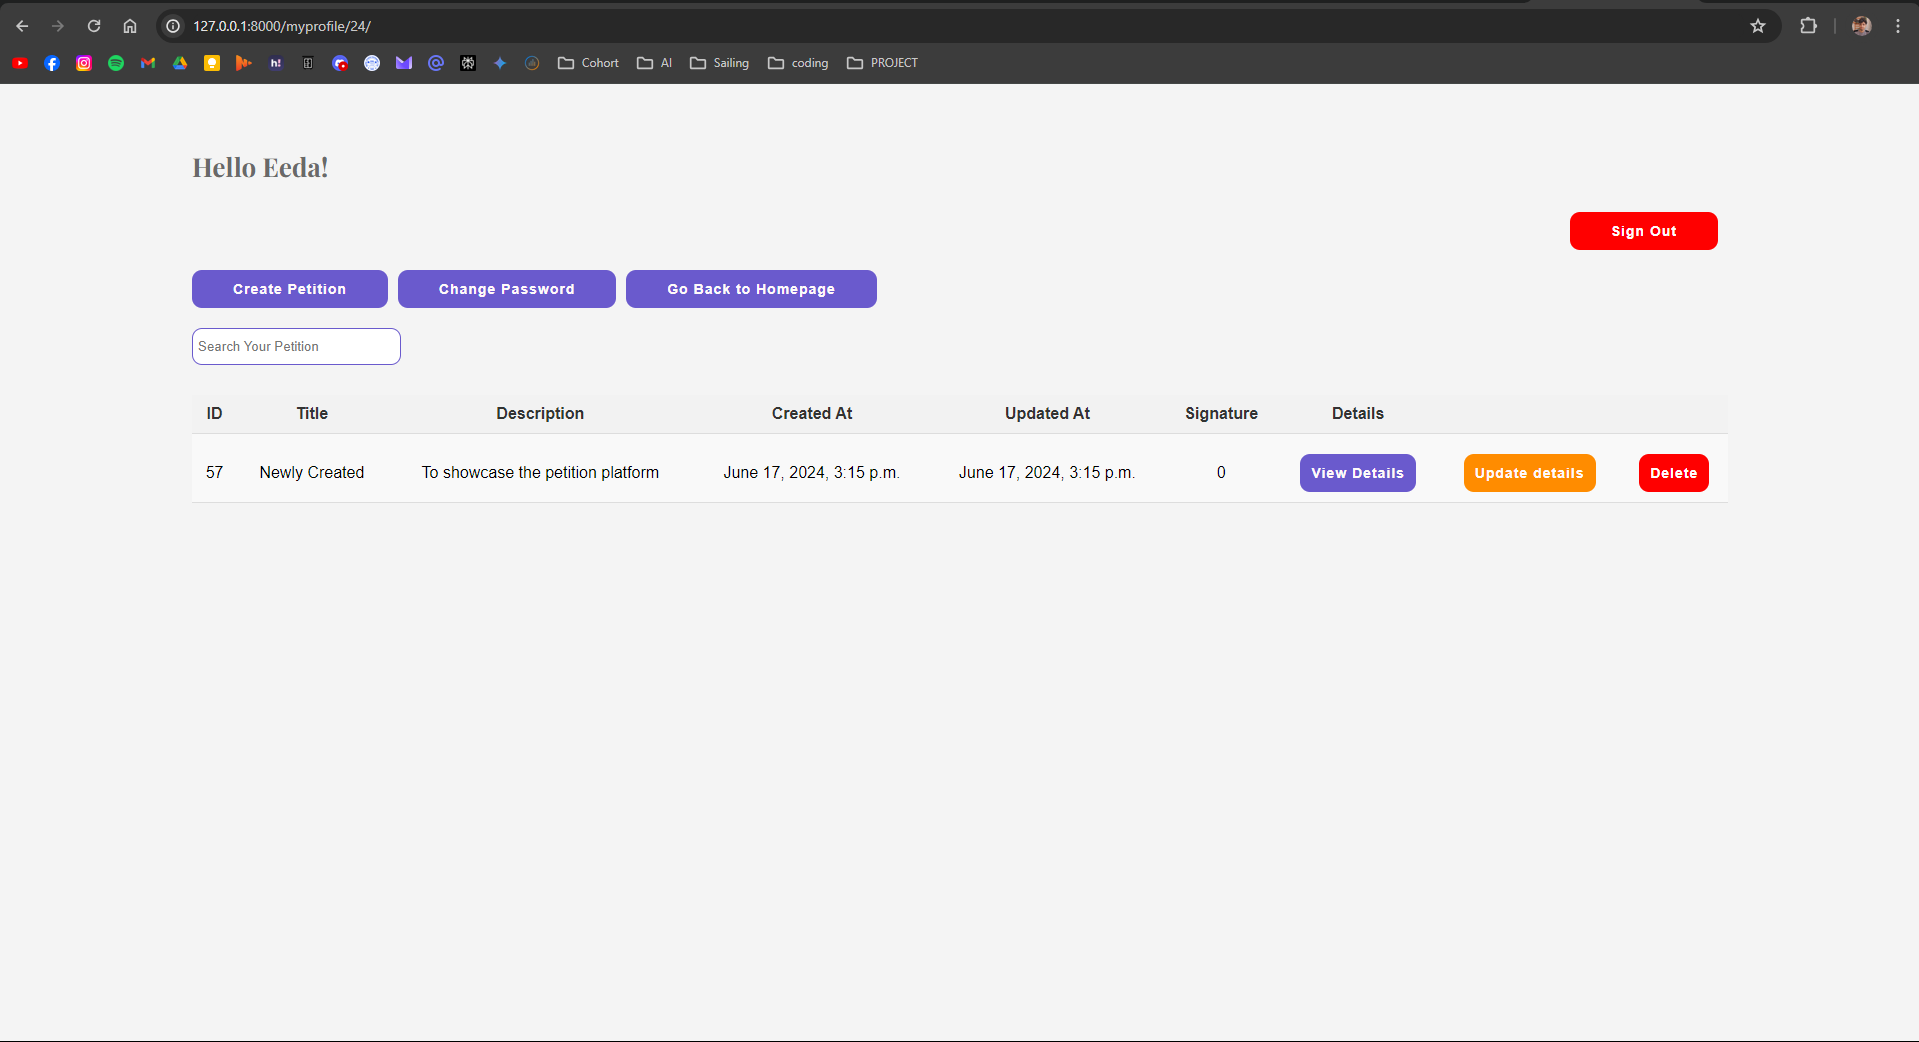 127.0.0.1:8000/myprofile/24/
h! Cohort AI Sailing coding PROJECT
Hello Eeda!
Sign Out
Create Petition Change Password Go Back to Homepage
Search Your Petition
ID Title Description Created At Updated At Signature Details
57 Newly Created To showcase the petition platform June 17, 2024, 3:15 p.m. June 17, 2024, 3:15 p.m. 0 View Details Update details Delete